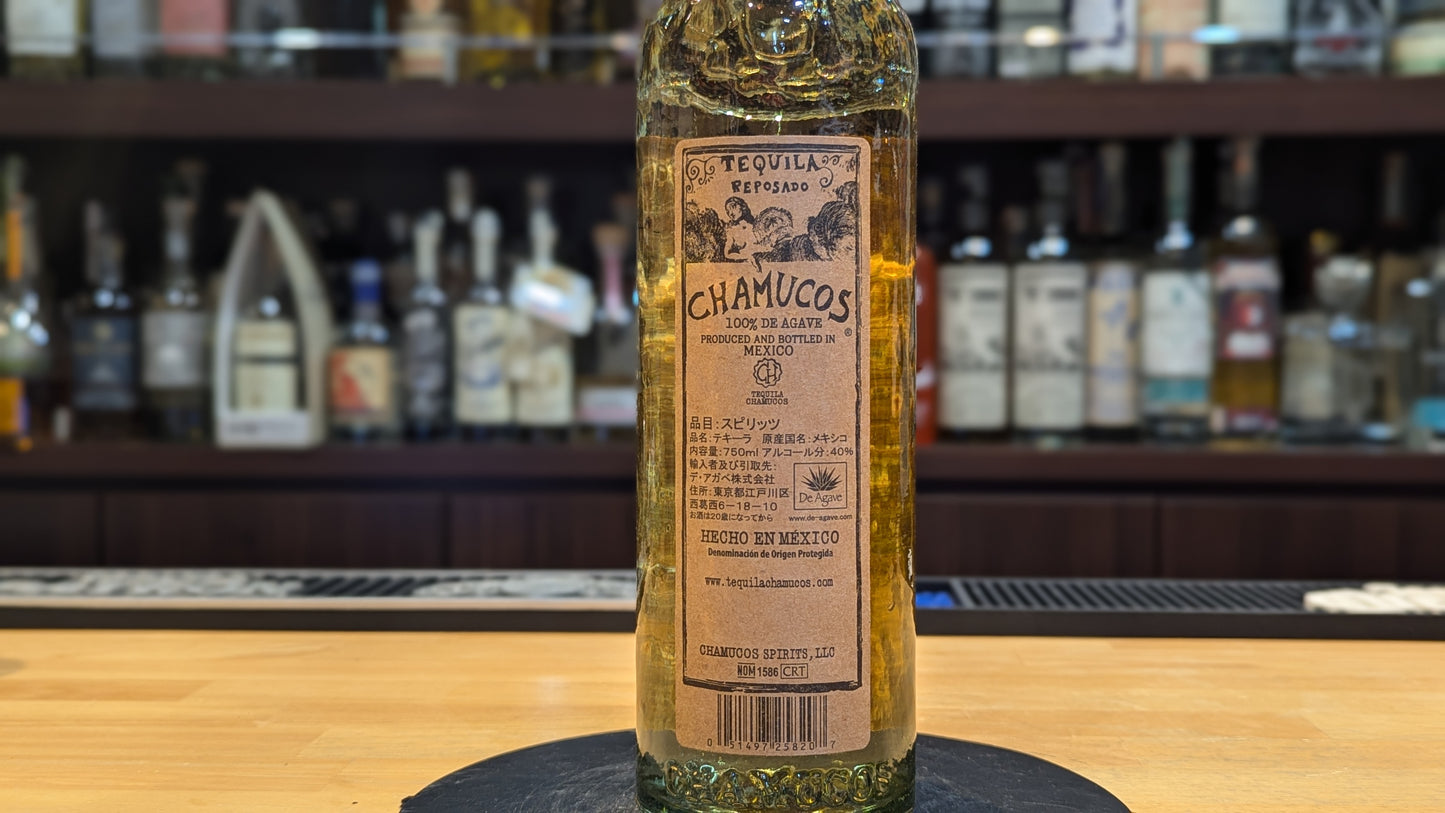 TEQUILA
REPOSADO
CHAMUCOS
®
100% DE AGAVE
PRODUCED AND BOTTLED IN
MEXICO
CH
TEQUILA
CHAMUCOS
品目:スピリッツ
品名:テキーラ 原産国名:メキシコ
内容量:750ml アルコール分:40%
輸入者及び引取先:
デ・アガベ株式会社
住所:東京都江戸川区
西葛西6-18-10
お酒は20歳になってから
De Agave
www.de-agave.com
HECHO EN MÉXICO
Denominación de Origen Protegida
www.tequilachamucos.com
CHAMUCOS SPIRITS, LLC
NOM 1586 CRT
0 51497 25820 7
CHAMUCOS